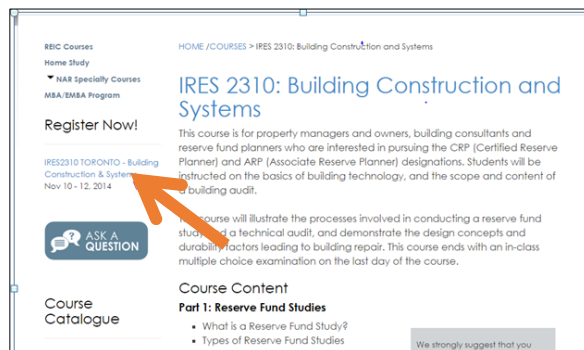 REIC Courses
Home Study
NAR Specialty Courses
MBA/EMBA Program
Register Now!
IRES2310 TORONTO - Building
Construction & Systems
Nov 10 - 12, 2014
ASK A
QUESTION
Course
Catalogue
HOME /COURSES > IRES 2310: Building Construction and Systems
IRES 2310: Building Construction and
Systems
This course is for property managers and owners, building consultants and
reserve fund planners who are interested in pursuing the CRP (Certified Reserve
Planner) and ARP (Associate Reserve Planner) designations. Students will be
instructed on the basics of building technology, and the scope and content of
a building audit.
course will illustrate the processes involved in conducting a reserve fund
study and a technical audit, and demonstrate the design concepts and
durability factors leading to building repair. This course ends with an in-class
multiple choice examination on the last day of the course.
Course Content
Part 1: Reserve Fund Studies
What is a Reserve Fund Study?
Types of Reserve Fund Studies
We strongly suggest that you